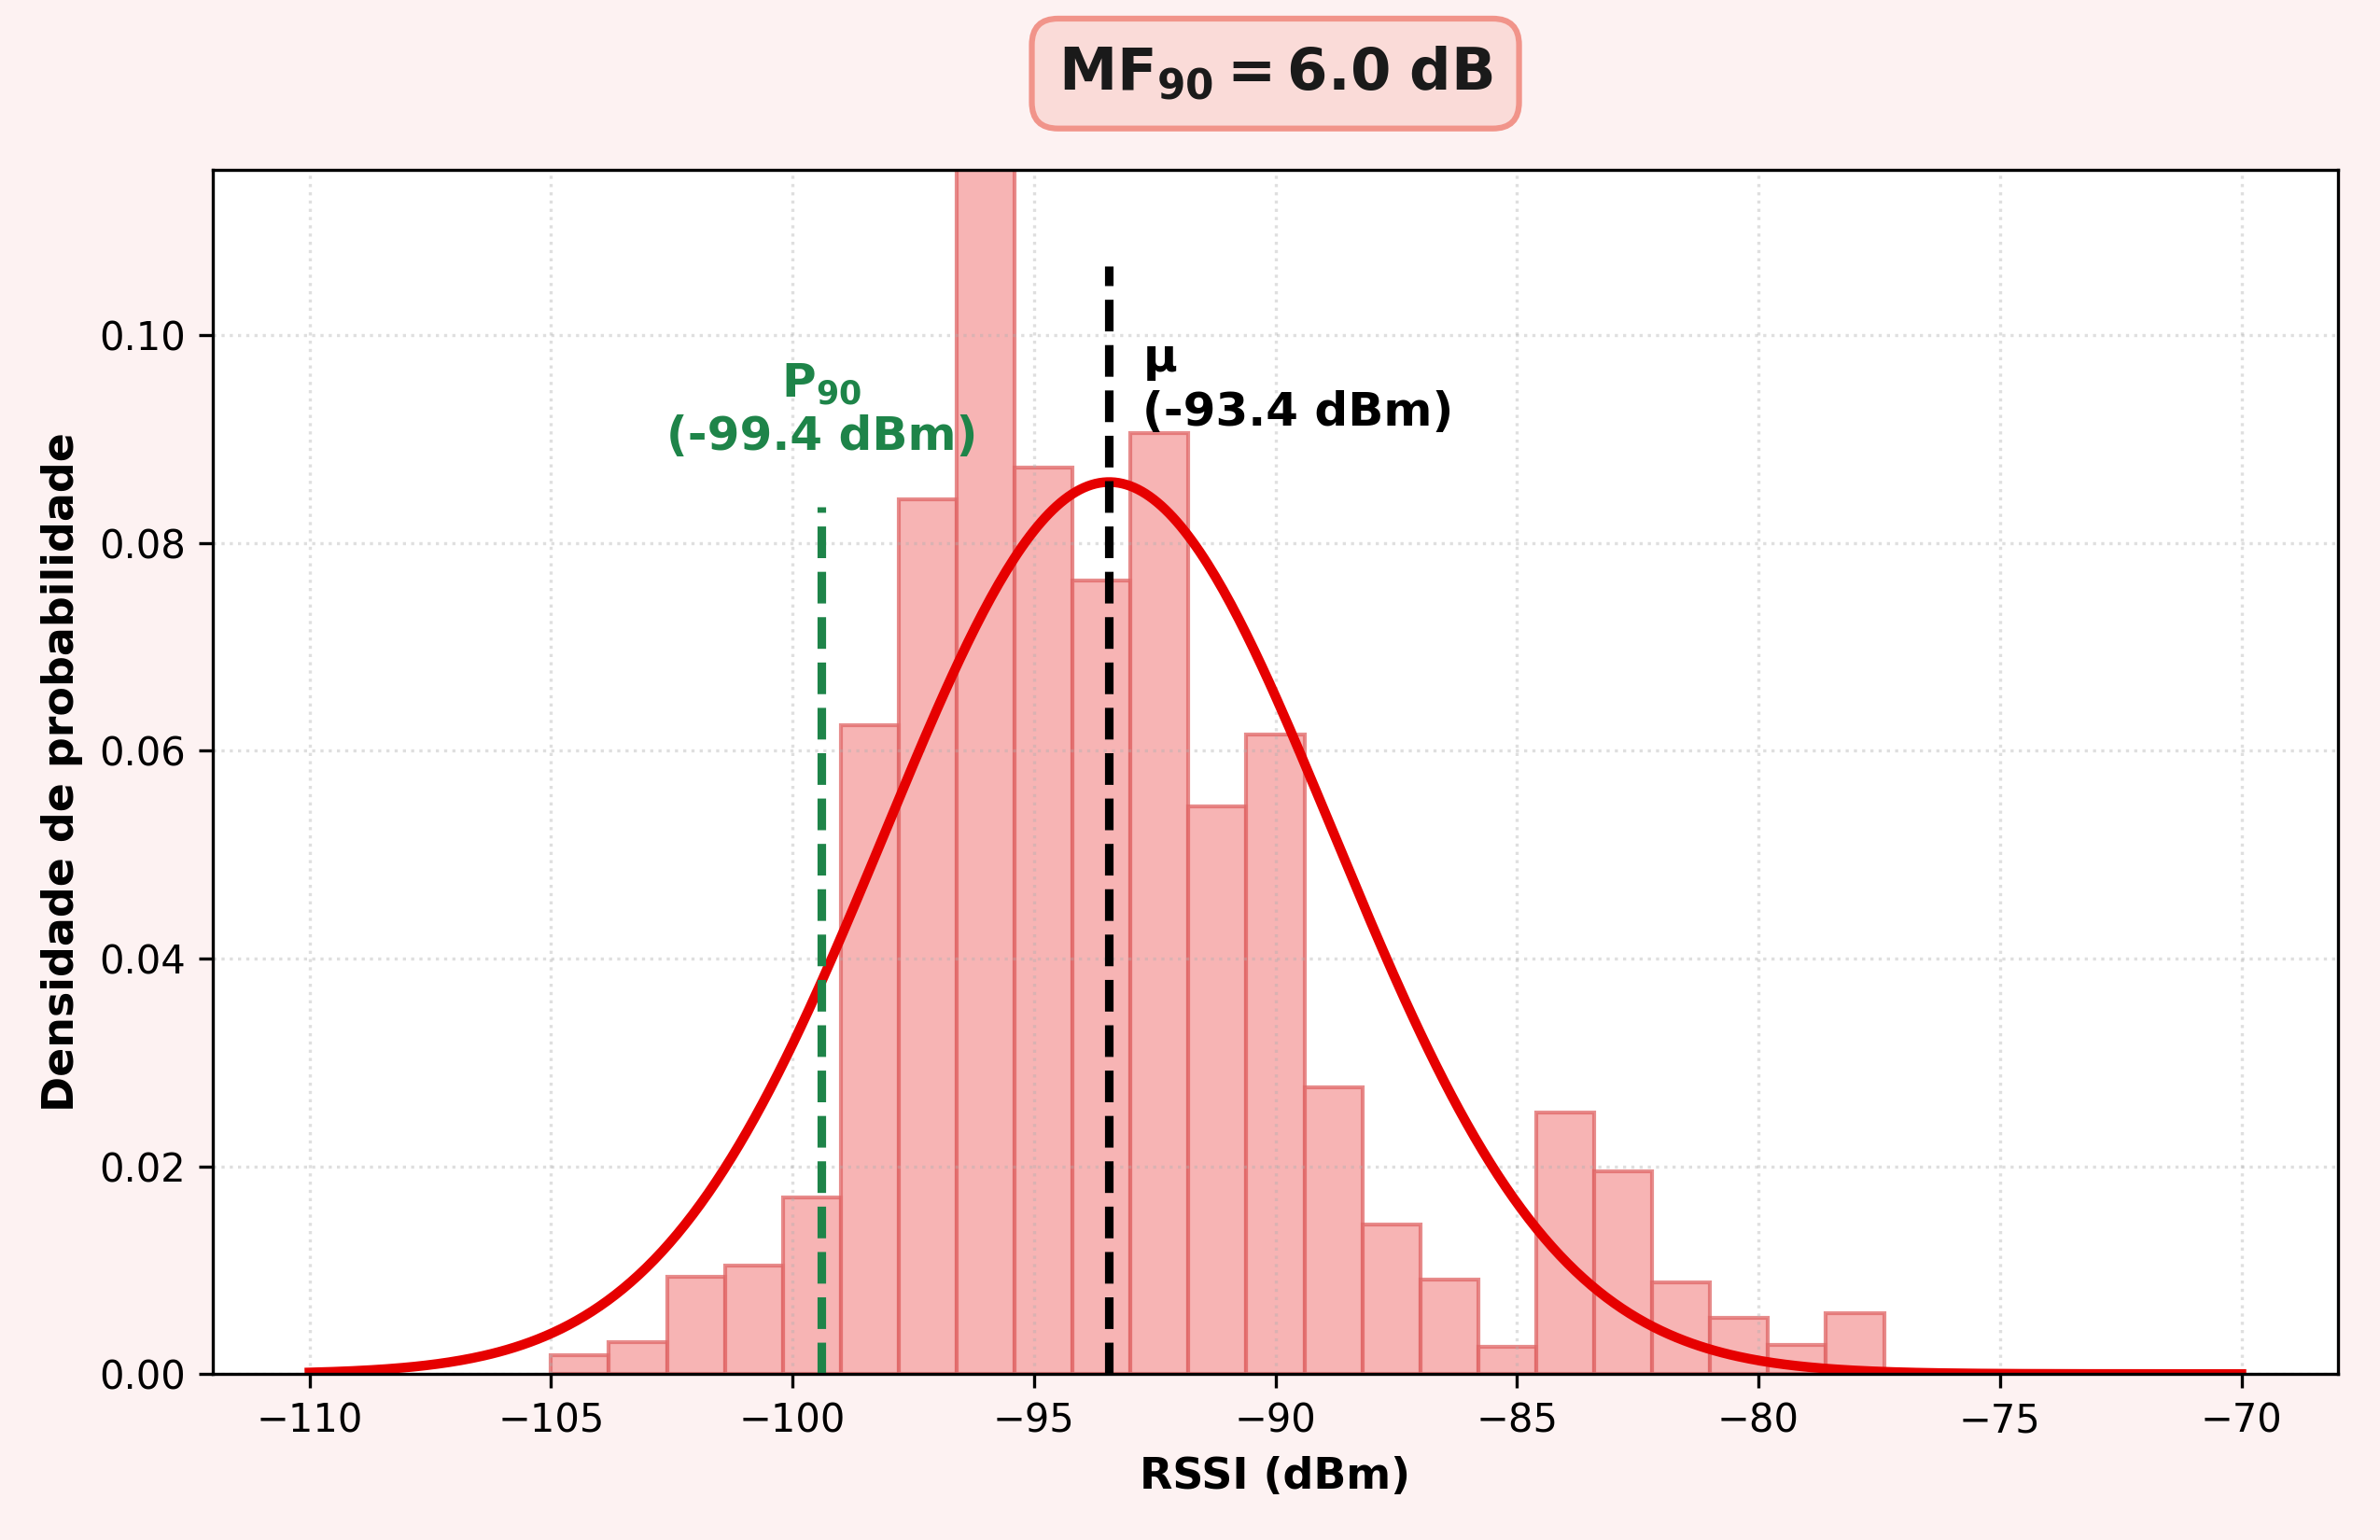 MF₉₀ = 6.0 dB
Densidade de probabilidade
0.10
0.08
0.06
0.04
0.02
0.00
P₉₀
(-99.4 dBm)
μ
(-93.4 dBm)
−110
−105
−100
−95
−90
−85
−80
−75
−70
RSSI (dBm)